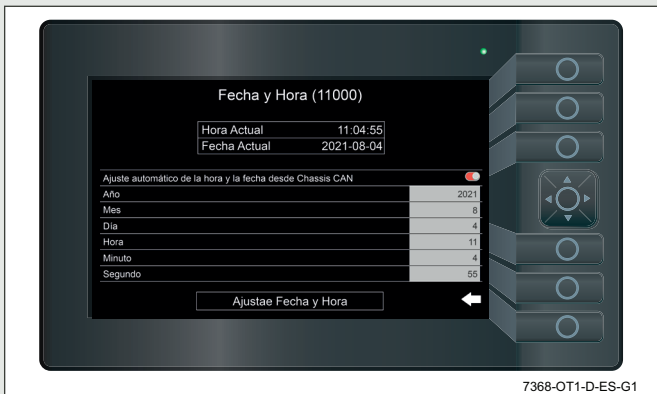 Fecha y Hora (11000)
Hora Actual 11:04:55
Fecha Actual 2021-08-04
Ajuste automático de la hora y la fecha desde Chassis CAN
Año 2021
Mes 8
Dia 4
Hora 11
Minuto 4
Segundo 55
Ajustae Fecha y Hora
7368-OT1-D-ES-G1